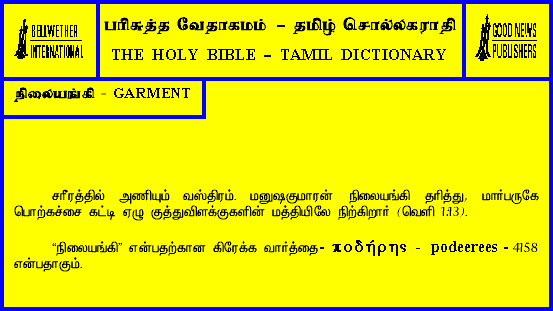 BELLWETHER
INTERNATIONAL
பரிசுத்த வேதாகமம் – தமிழ் சொல்லகராதி
THE HOLY BIBLE – TAMIL DICTIONARY
GOOD NEWS
PUBLISHERS
நிலையங்கி - GARMENT
சரீரத்தில் அணியும் வஸ்திரம். மனுஷகுமாரன் நிலையங்கி தரித்து, மார்பருகே
பொற்கச்சை கட்டி ஏழு குத்துவிளக்குகளின் மத்தியிலே நிற்கிறார் (வெளி 1:13).
“நிலையங்கி” என்பதற்கான கிரேக்க வார்த்தை- ποδήρης - podeerees - 4158
என்பதாகும்.